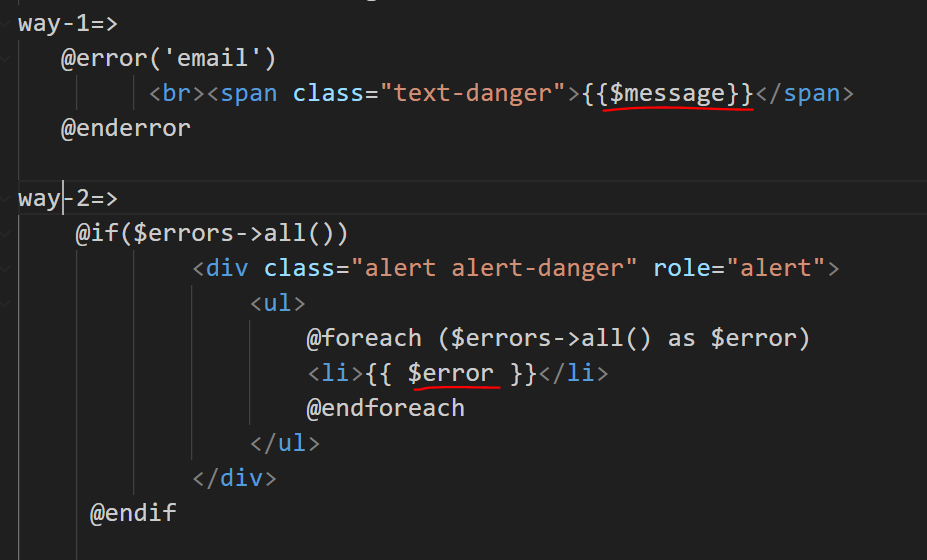 way-1=>
@error('email')
<br><span class="text-danger">{{$message}}</span>
@enderror
way-2=>
@if($errors->all())
<div class="alert alert-danger" role="alert">
<ul>
@foreach ($errors->all() as $error)
<li>{{ $error }}</li>
@endforeach
</ul>
</div>
@endif